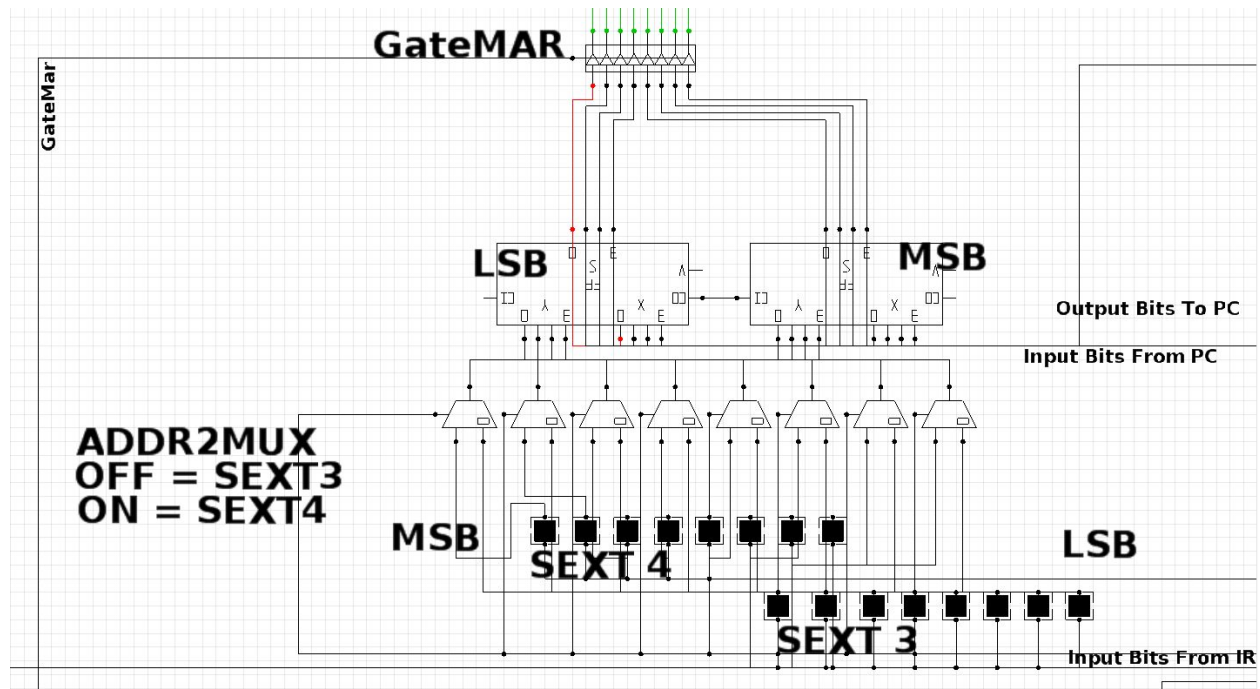 GateMAR
GateMar
LSB
MSB
Output Bits To PC
Input Bits From PC
ADDR2MUX
OFF = SEXT3
ON = SEXT4
MSB
SEXT 4
LSB
SEXT 3
Input Bits From IR